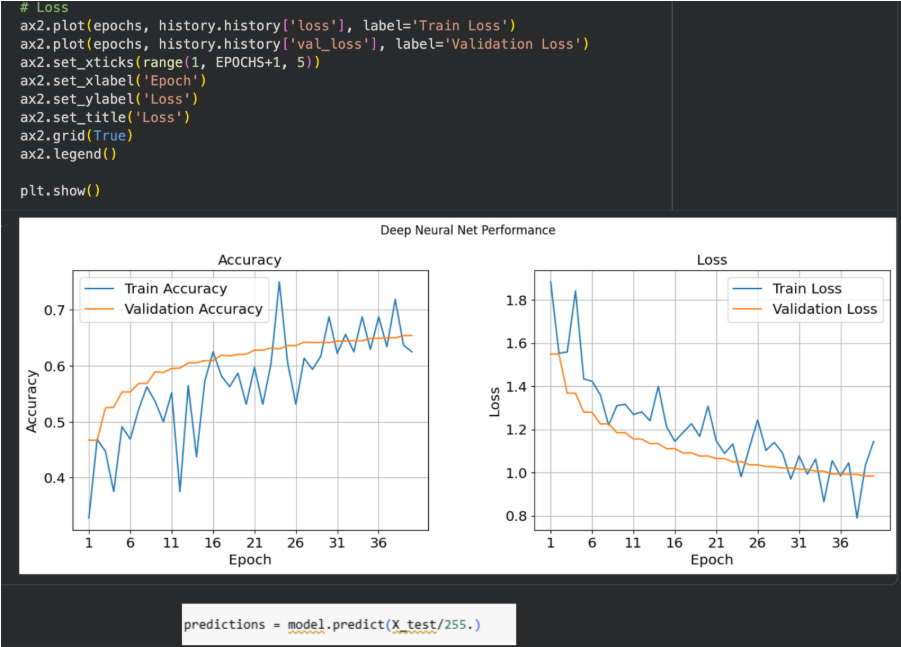 # Loss
ax2.plot(epochs, history.history['loss'], label='Train Loss')
ax2.plot(epochs, history.history['val_loss'], label='Validation Loss')
ax2.set_xticks(range(1, EPOCHS+1, 5))
ax2.set_xlabel('Epoch')
ax2.set_ylabel('Loss')
ax2.set_title('Loss')
ax2.grid(True)
ax2.legend()
plt.show()
Deep Neural Net Performance
Accuracy
Train Accuracy
Validation Accuracy
0.7
0.6
0.5
0.4
Accuracy
1 6 11 16 21 26 31 36
Epoch
Loss
Train Loss
Validation Loss
1.8
1.6
1.4
1.2
1.0
0.8
Loss
1 6 11 16 21 26 31 36
Epoch
predictions = model.predict(X_test/255.)